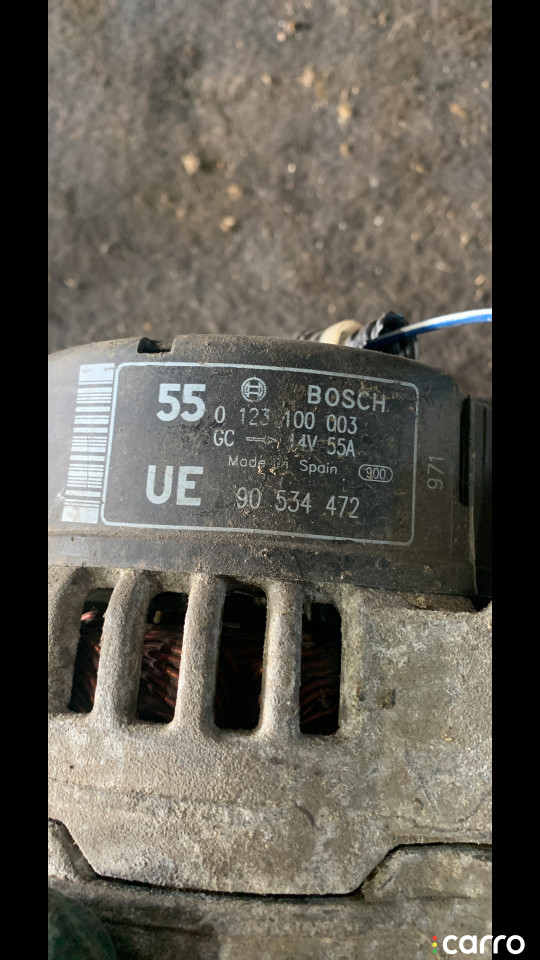 55 BOSCH
0 123 100 003
GC 14V 55A
Made in Spain 900
UE 90 534 472
971
carro